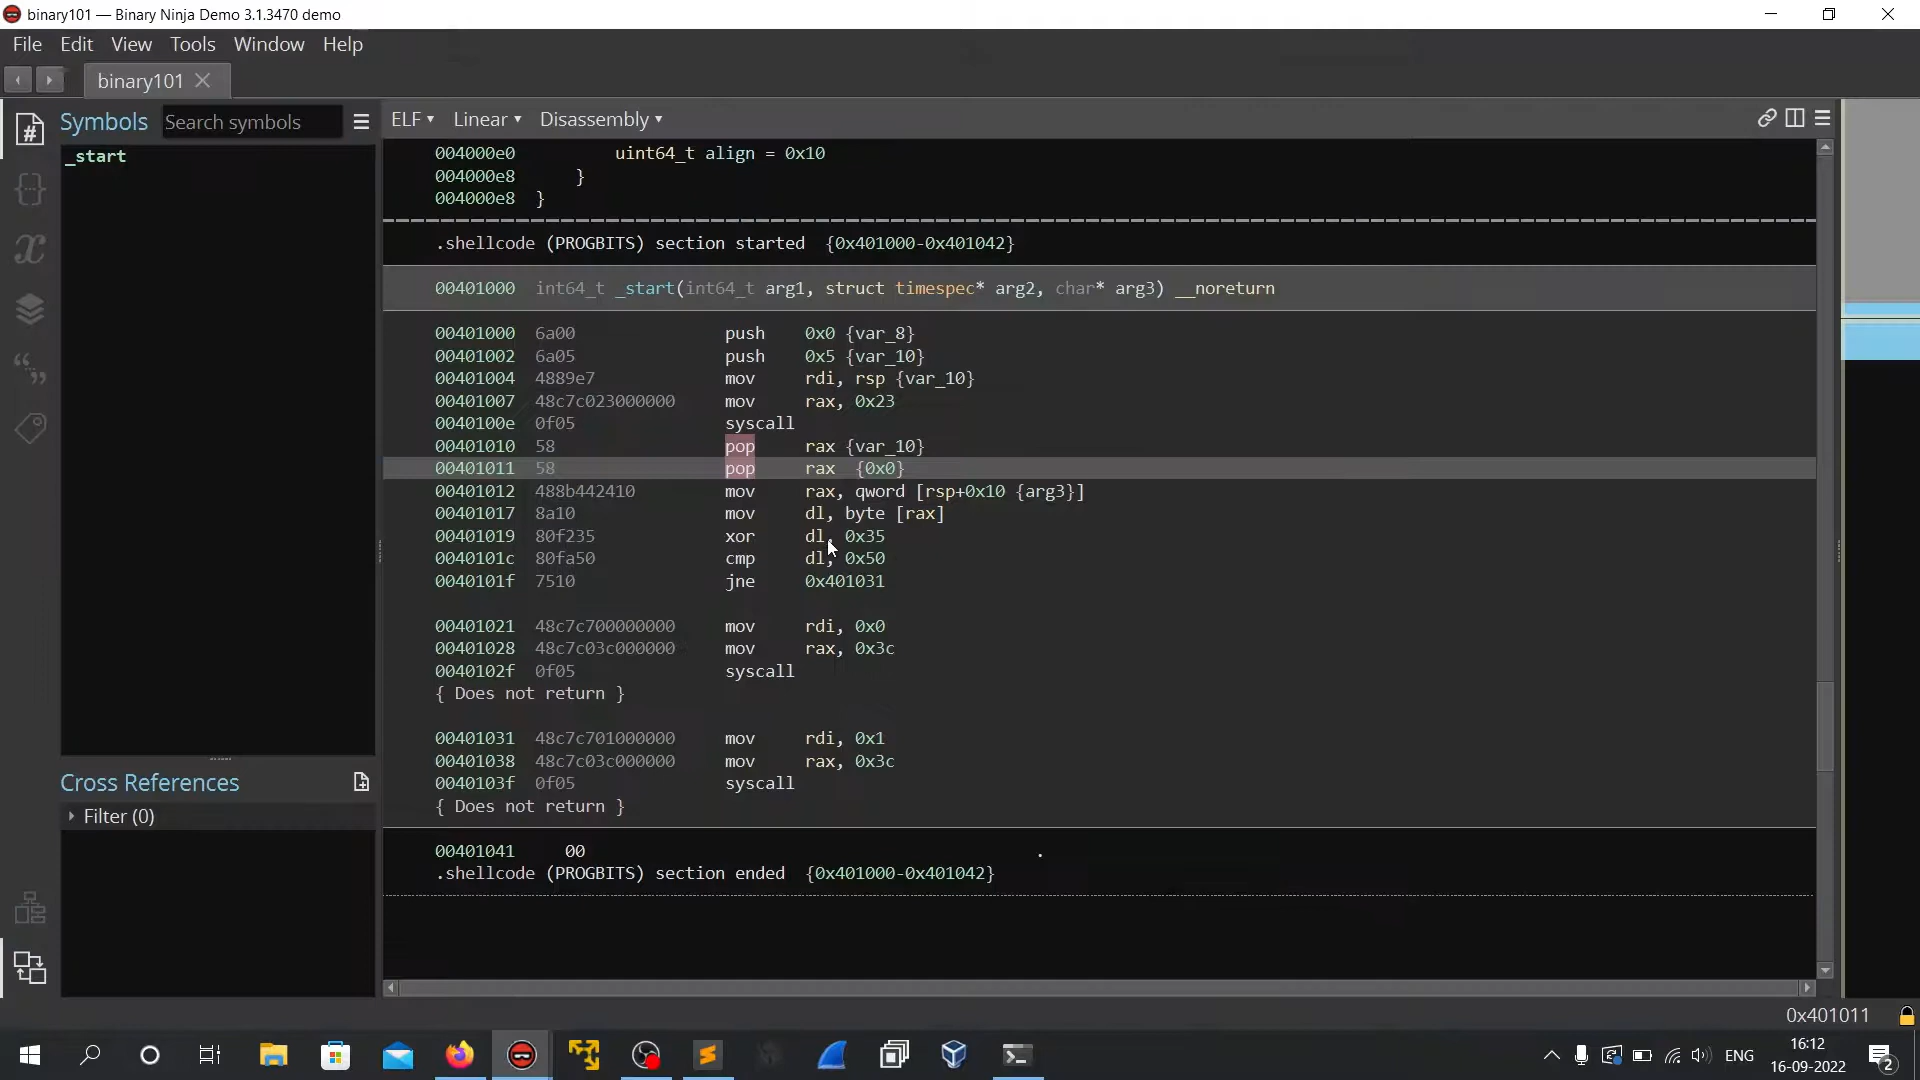 binary101 — Binary Ninja Demo 3.1.3470 demo
File Edit View Tools Window Help
binary101
Symbols Search symbols
ELF Linear Disassembly
_start
004000e0 uint64_t align = 0x10
004000e8 }
004000e8 }
.shellcode (PROGBITS) section started {0x401000-0x401042}
00401000 int64_t _start(int64_t arg1, struct timespec* arg2, char* arg3) __noreturn
00401000 6a00 push 0x0 {var_8}
00401002 6a05 push 0x5 {var_10}
00401004 4889e7 mov rdi, rsp {var_10}
00401007 48c7c023000000 mov rax, 0x23
0040100e 0f05 syscall
00401010 58 pop rax {var_10}
00401011 58 pop rax {0x0}
00401012 488b442410 mov rax, qword [rsp+0x10 {arg3}]
00401017 8a10 mov dl, byte [rax]
00401019 80f235 xor dl, 0x35
0040101c 80fa50 cmp dl, 0x50
0040101f 7510 jne 0x401031
00401021 48c7c700000000 mov rdi, 0x0
00401028 48c7c03c000000 mov rax, 0x3c
0040102f 0f05 syscall
{ Does not return }
00401031 48c7c701000000 mov rdi, 0x1
00401038 48c7c03c000000 mov rax, 0x3c
0040103f 0f05 syscall
{ Does not return }
00401041 00 .
.shellcode (PROGBITS) section ended {0x401000-0x401042}
Cross References
Filter (0)
0x401011
ENG
16:12
16-09-2022
2